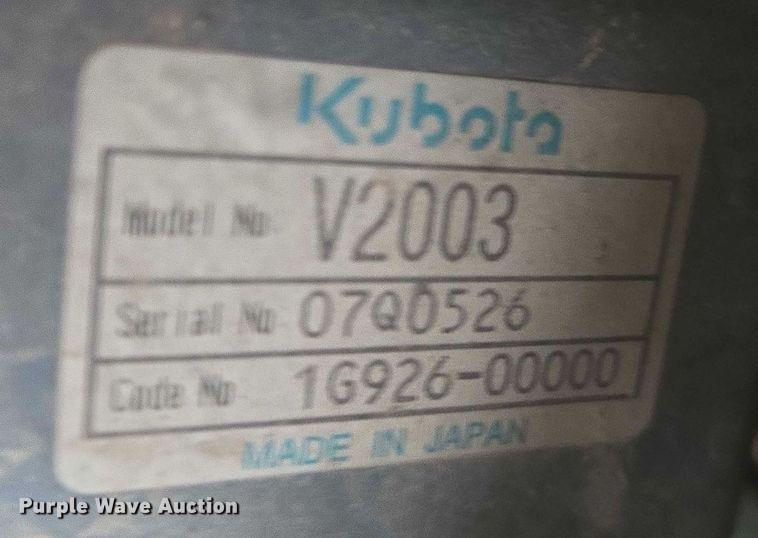 Kubota
Model No V2003
Serial No 07Q0526
Code No 1G926-00000
MADE IN JAPAN
Purple Wave Auction